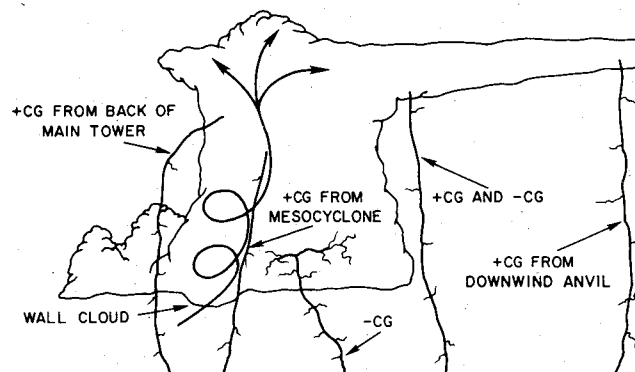 +CG FROM BACK OF
MAIN TOWER
+CG FROM
MESOCYCLONE
+CG AND -CG
+CG FROM
DOWNWIND ANVIL
WALL CLOUD
-CG